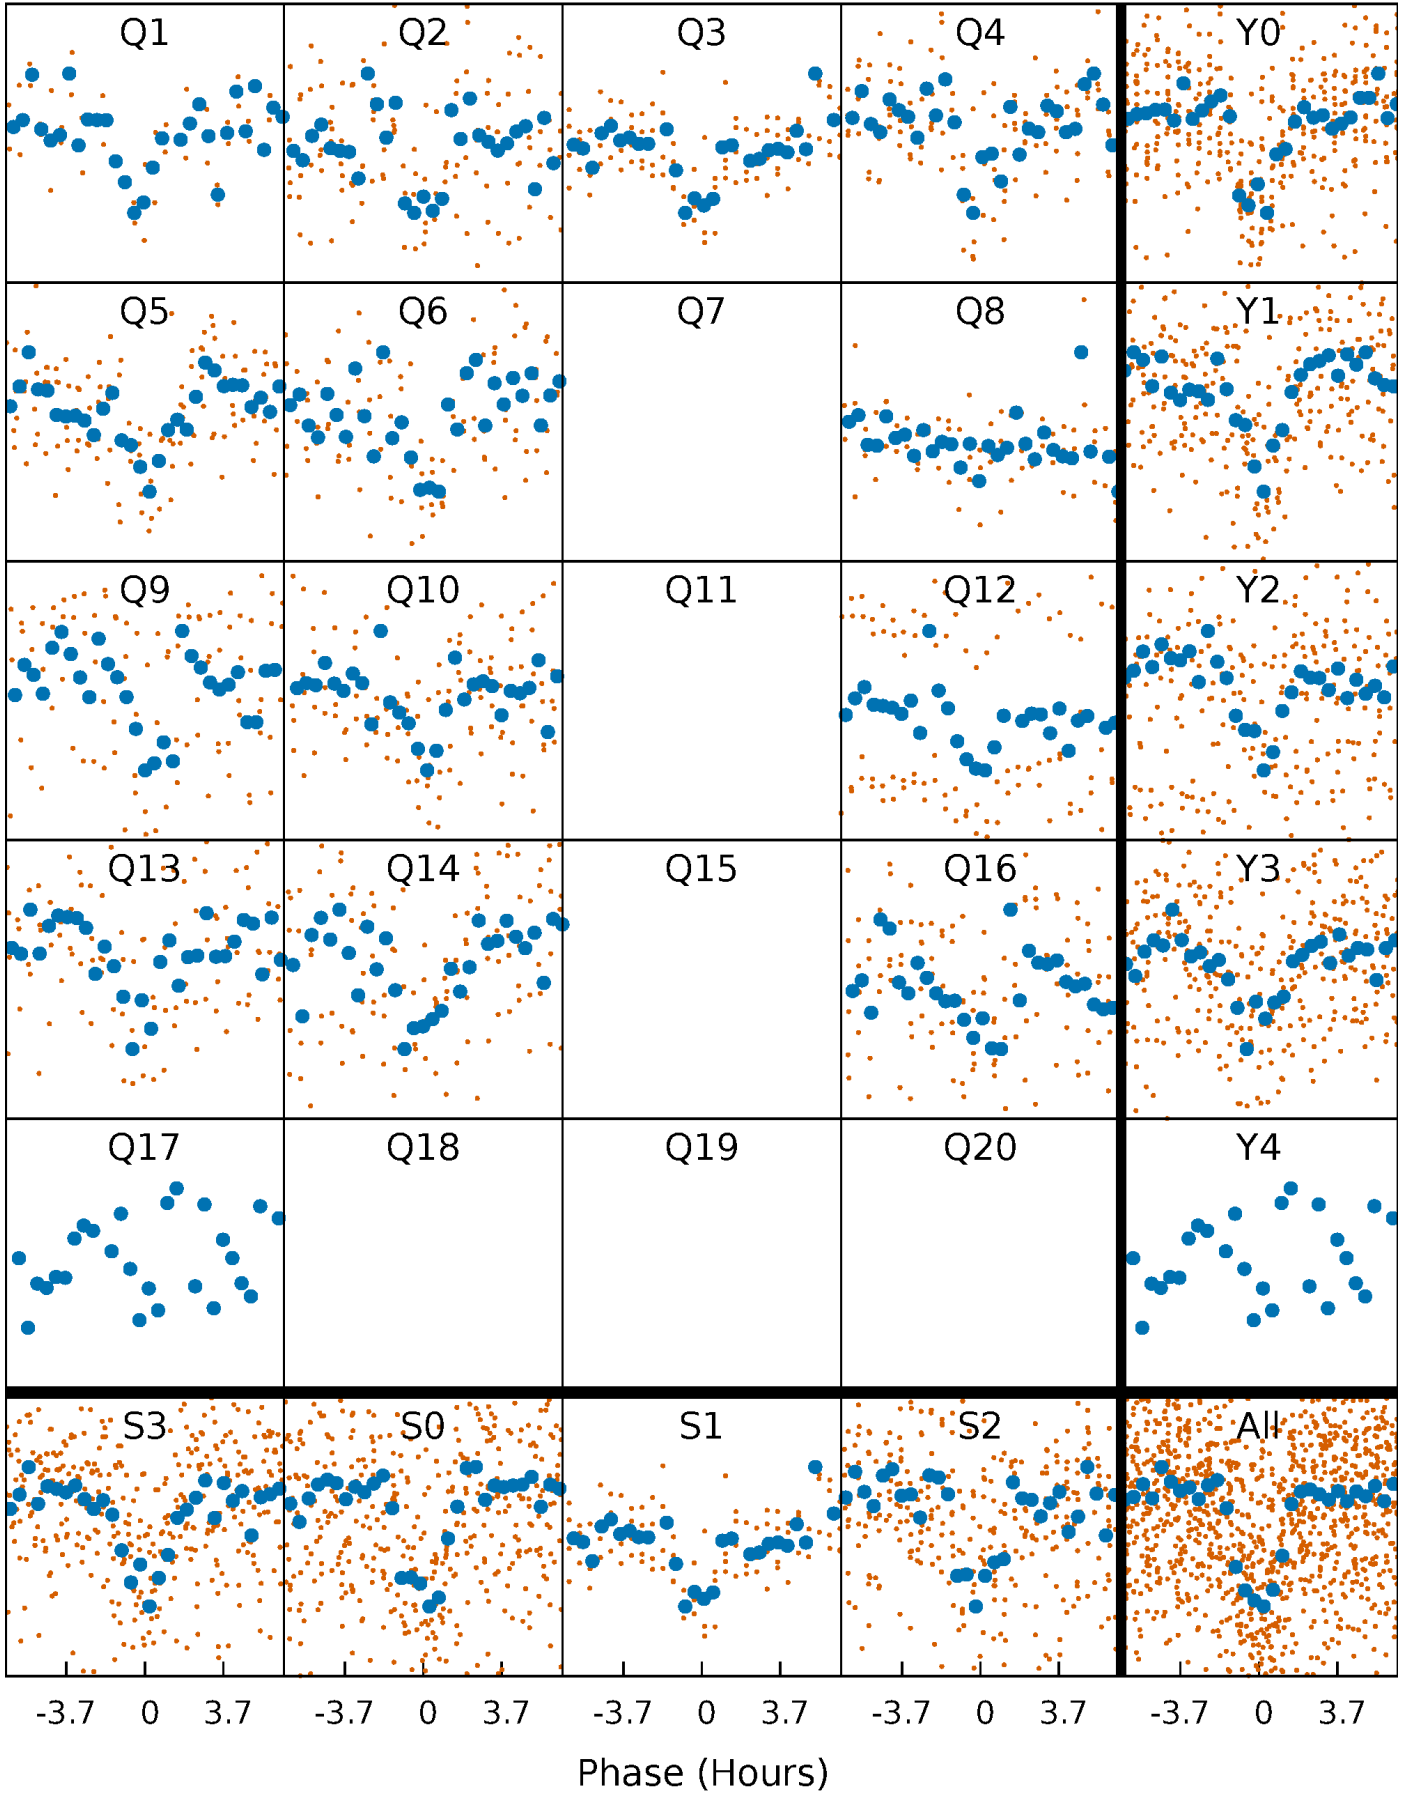 Q1 Q2 Q3 Q4 Y0
Q5 Q6 Q7 Q8 Y1
Q9 Q10 Q11 Q12 Y2
Q13 Q14 Q15 Q16 Y3
Q17 Q18 Q19 Q20 Y4
S3 S0 S1 S2 All
-3.7 0 3.7 -3.7 0 3.7 -3.7 0 3.7 -3.7 0 3.7 -3.7 0 3.7
Phase (Hours)